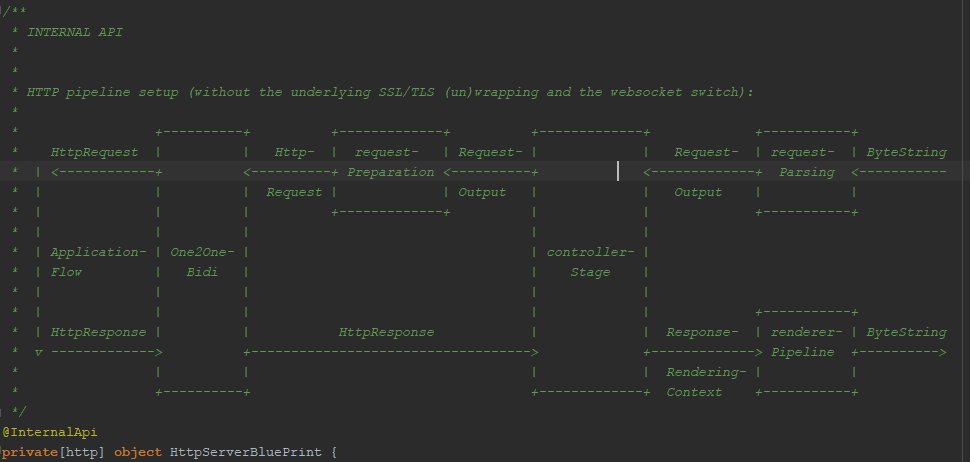 /**
 * INTERNAL API
 *
 *
 * HTTP pipeline setup (without the underlying SSL/TLS (un)wrapping and the websocket switch):
 *
 *                 +----------+          +-------------+          +-------------+             +-----------+
 *    HttpRequest  |          |   Http-  |  request-   | Request- |             |   Request-  | request-  | ByteString
 *  | <------------+          <----------+ Preparation <----------+             <-------------+  Parsing  <-----------
 *  |              |          |  Request |             | Output   |             |   Output    |           |
 *  |              |          |          +-------------+          |             |             +-----------+
 *  |              |          |                                   |             |
 *  | Application- | One2One- |                                   | controller- |
 *  | Flow         |   Bidi   |                                   |    Stage    |
 *  |              |          |                                   |             |
 *  |              |          |                                   |             |             +-----------+
 *  | HttpResponse |          |           HttpResponse            |             |  Response-  | renderer- | ByteString
 *  v ------------->          +----------------------------------->             +-------------> Pipeline  +---------->
 *                 |          |                                   |             |  Rendering- |           |
 *                 +----------+                                   +-------------+  Context    +-----------+
 */
@InternalApi
private[http] object HttpServerBluePrint {